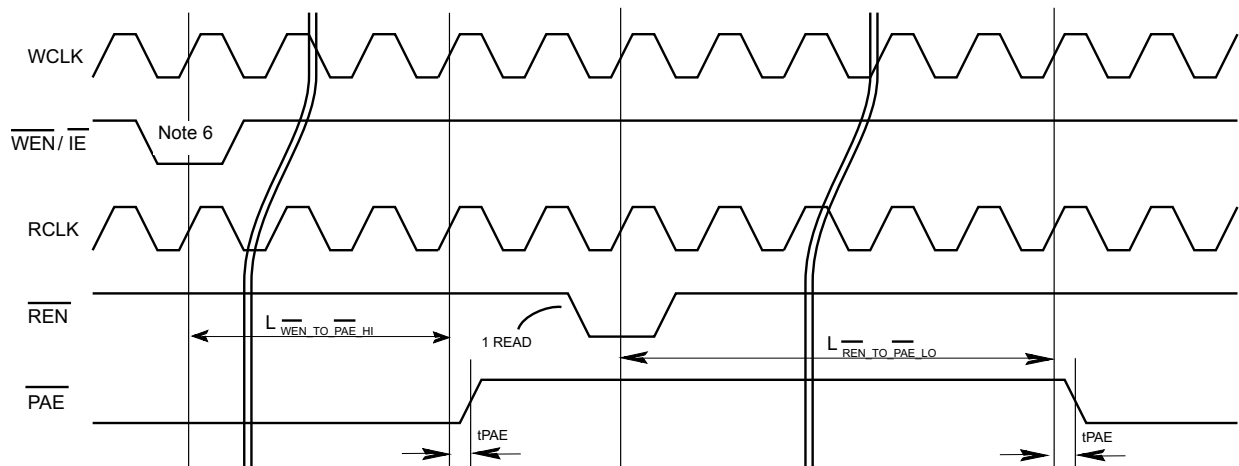 WCLK
WEN / IE
Note 6
RCLK
REN
L WEN_TO_PAE_HI
1 READ
L REN_TO_PAE_LO
PAE
tPAE
tPAE